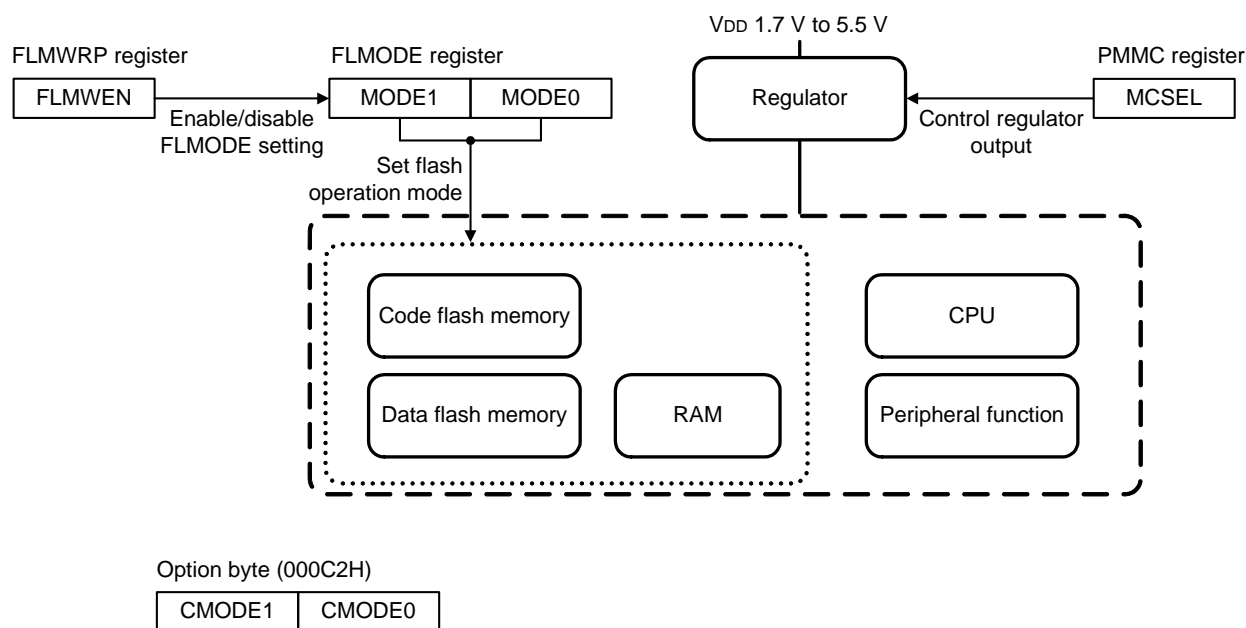 VDD 1.7 V to 5.5 V
FLMWRP register
FLMODE register
PMMC register
FLMWEN
MODE1
MODE0
Regulator
MCSEL
Enable/disable
FLMODE setting
Control regulator
output
Set flash
operation mode
Code flash memory
CPU
Data flash memory
RAM
Peripheral function
Option byte (000C2H)
CMODE1
CMODE0